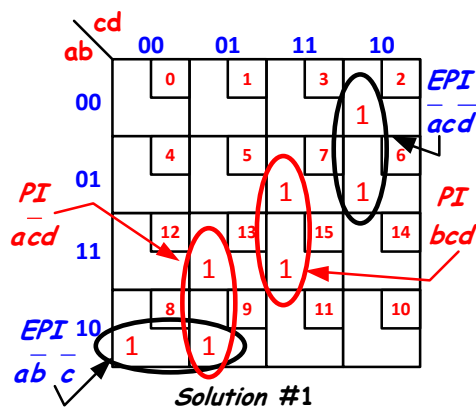 cd
ab
00 01 11 10
00
01
11
10
0 1 3 2
1
4 5 7 6
1 1
12 13 15 14
1 1
8 9 11 10
1 1
EPI
a̅cd̅
PI
ac̅d
PI
bcd
EPI
ab̅ c̅
Solution #1